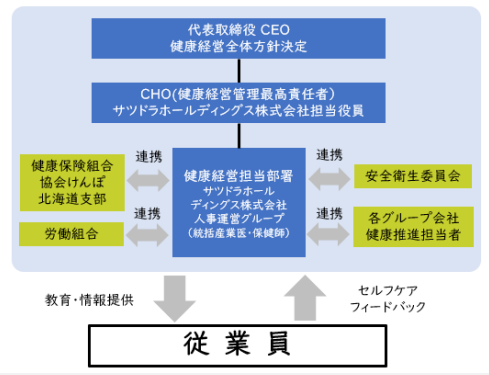 代表取締役 CEO
健康経営全体方針決定
CHO(健康経営管理最高責任者)
サツドラホールディングス株式会社担当役員
健康保険組合
協会けんぽ
北海道支部
連携
労働組合
連携
健康経営担当部署
サツドラホール
ディングス株式会社
人事運営グループ
(統括産業医・保健師)
連携
安全衛生委員会
連携
各グループ会社
健康推進担当者
教育・情報提供
セルフケア
フィードバック
従業員